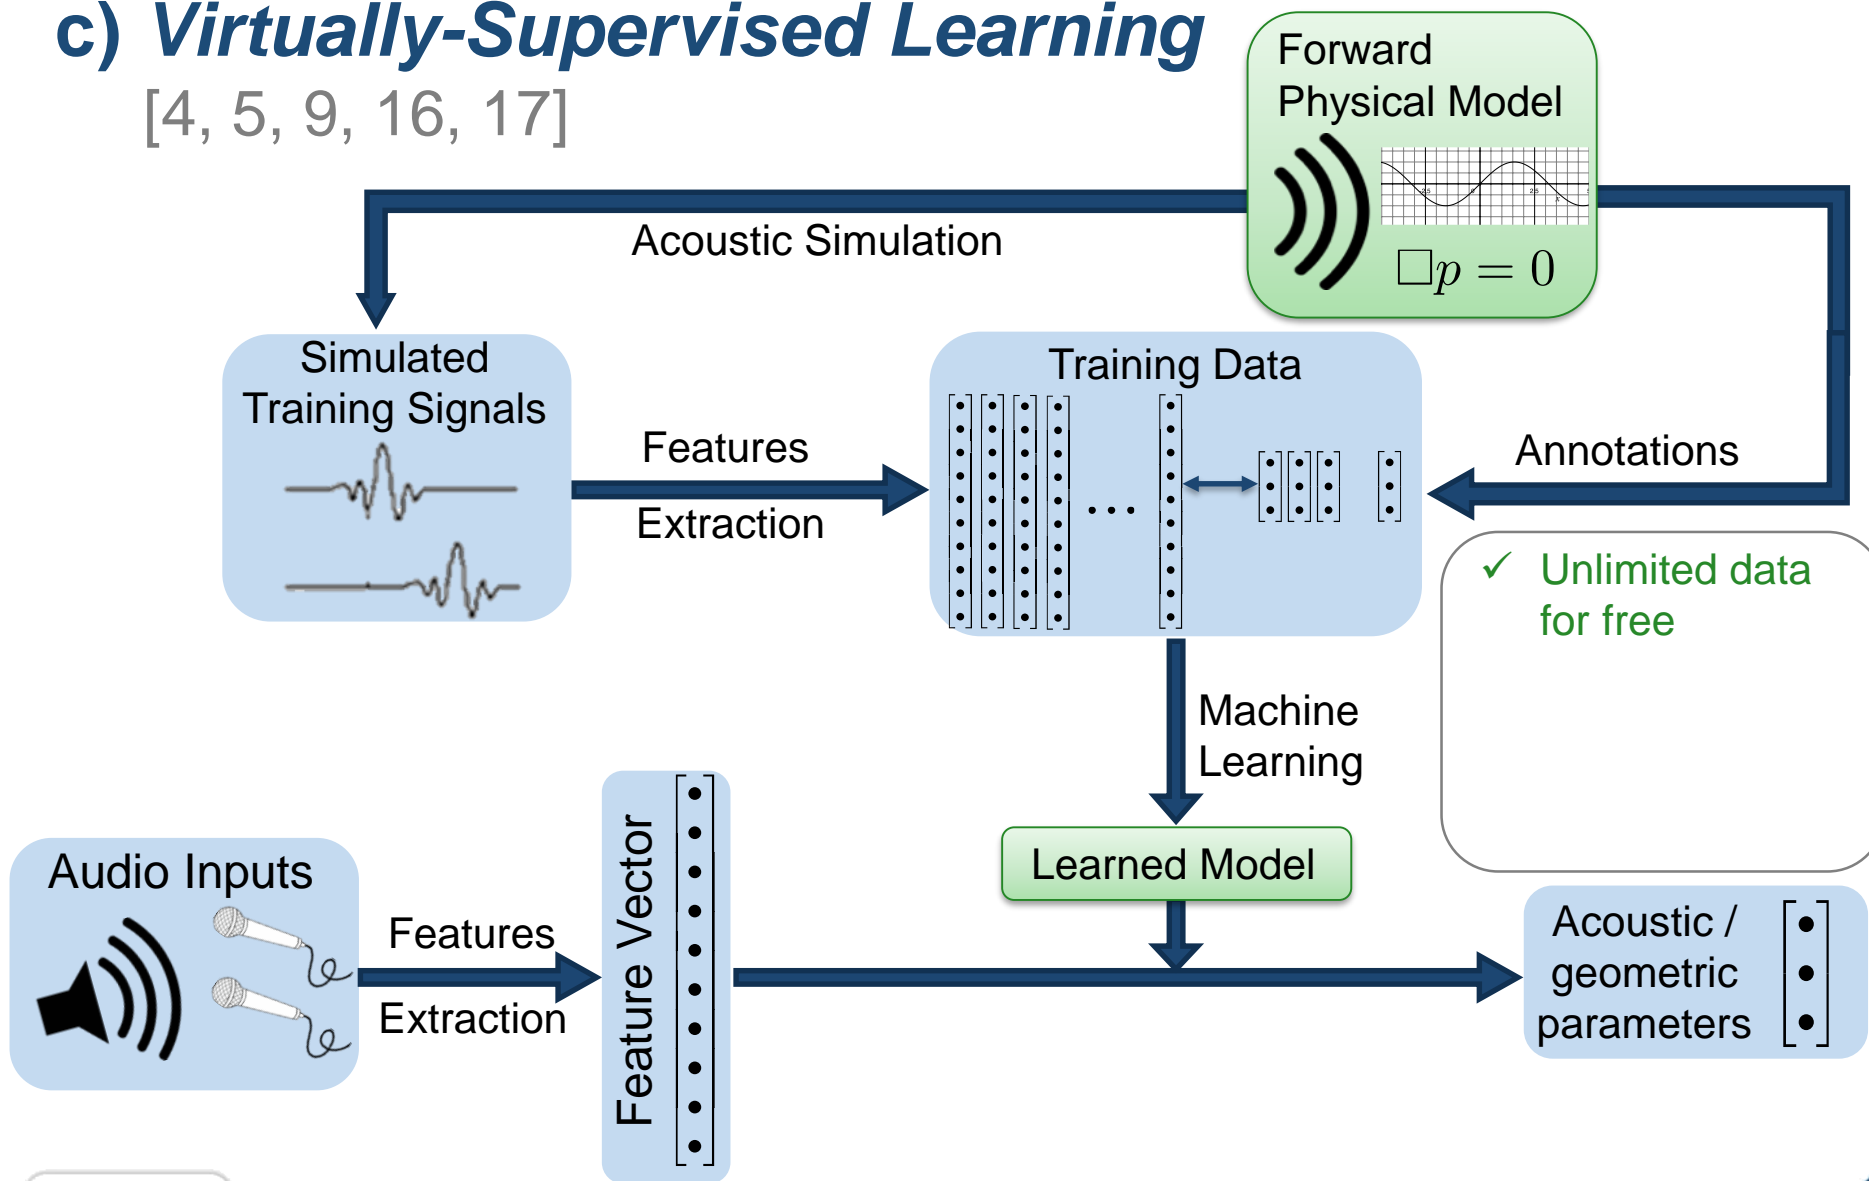 c) Virtually-Supervised Learning
[4, 5, 9, 16, 17]
Forward
Physical Model
□p = 0
Acoustic Simulation
Simulated
Training Signals
Features
Extraction
Training Data
...
Annotations
✓ Unlimited data
for free
Machine
Learning
Learned Model
Audio Inputs
Features
Extraction
Feature Vector
Acoustic /
geometric
parameters